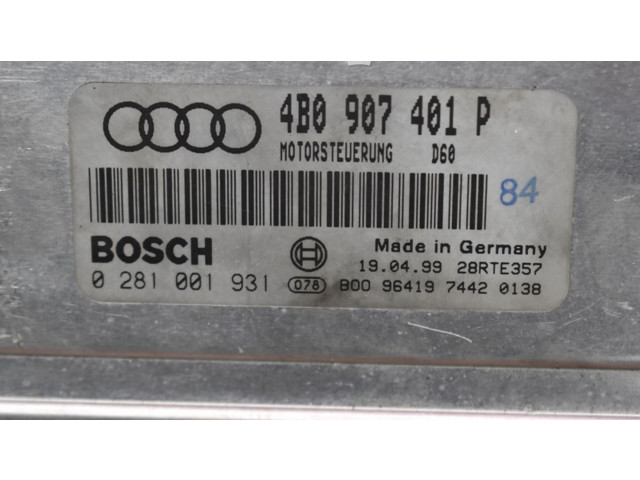 4B0 907 401 P
MOTORSTEUERUNG D60
84
BOSCH
Made in Germany
19.04.99 28RTE357
0 281 001 931 078 B00 96419 7442 0138